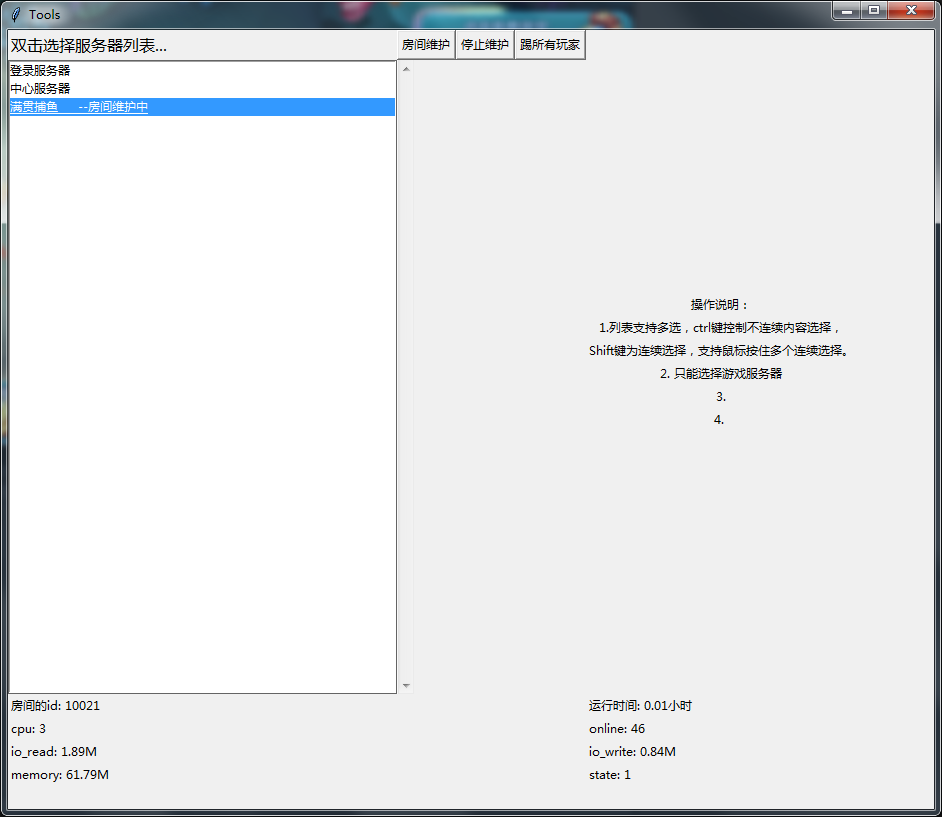 Tools
双击选择服务器列表...
房间维护 停止维护 踢所有玩家
登录服务器
中心服务器
满贯捕鱼 --房间维护中
操作说明：
1.列表支持多选，ctrl键控制不连续内容选择，
Shift键为连续选择，支持鼠标按住多个连续选择。
2. 只能选择游戏服务器
3.
4.
房间的id: 10021
运行时间: 0.01小时
cpu: 3
online: 46
io_read: 1.89M
io_write: 0.84M
memory: 61.79M
state: 1